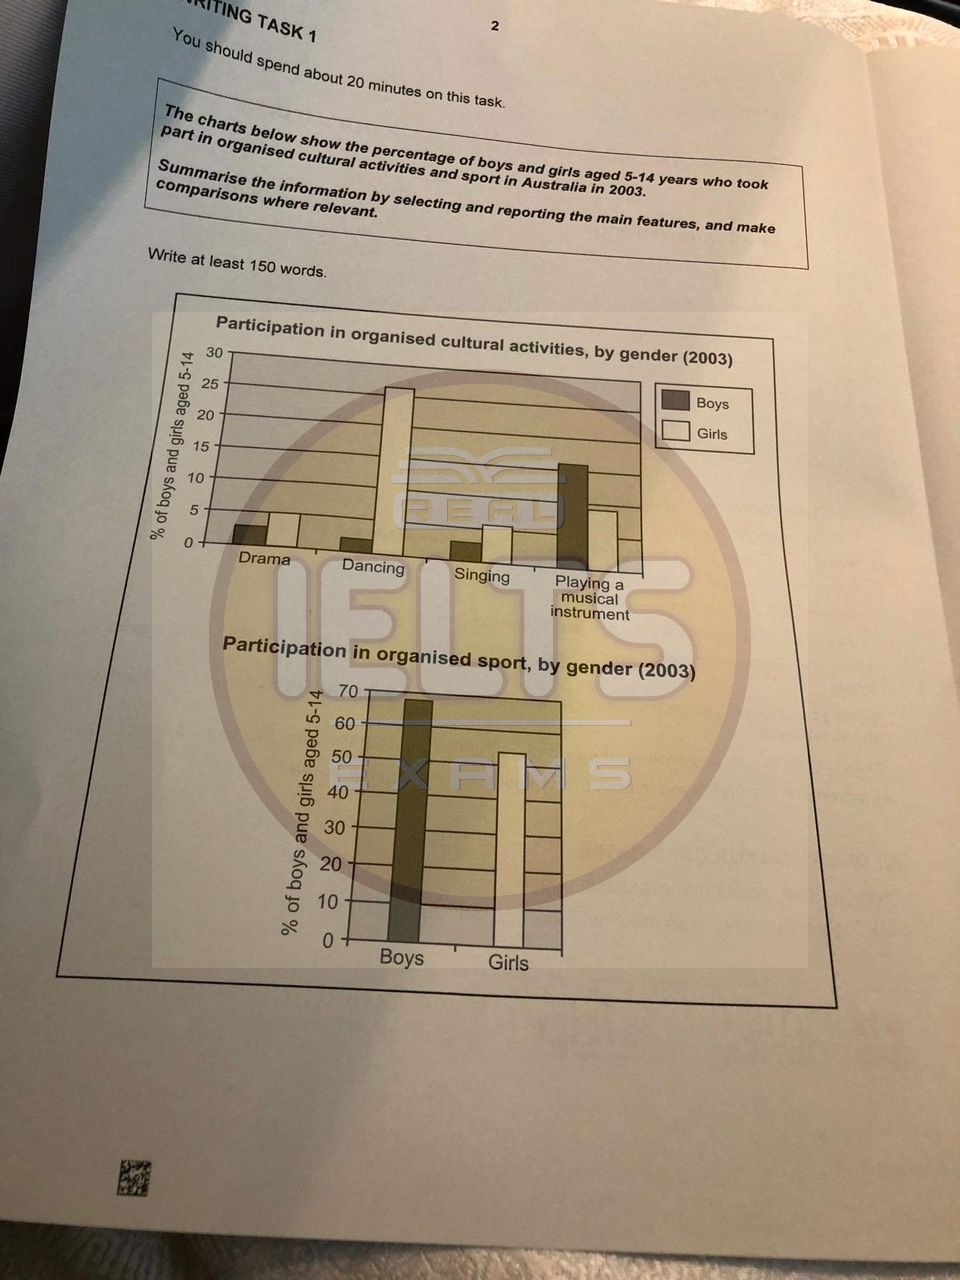 WRITING TASK 1
2
You should spend about 20 minutes on this task.
The charts below show the percentage of boys and girls aged 5-14 years who took
part in organised cultural activities and sport in Australia in 2003.
Summarise the information by selecting and reporting the main features, and make
comparisons where relevant.
Write at least 150 words.
Participation in organised cultural activities, by gender (2003)
% of boys and girls aged 5-14
30
25
20
15
10
5
0
Drama
Dancing
Singing
Playing a
musical
instrument
Boys
Girls
REAL
IELTS
EXAMS
Participation in organised sport, by gender (2003)
% of boys and girls aged 5-14
70
60
50
40
30
20
10
0
Boys
Girls